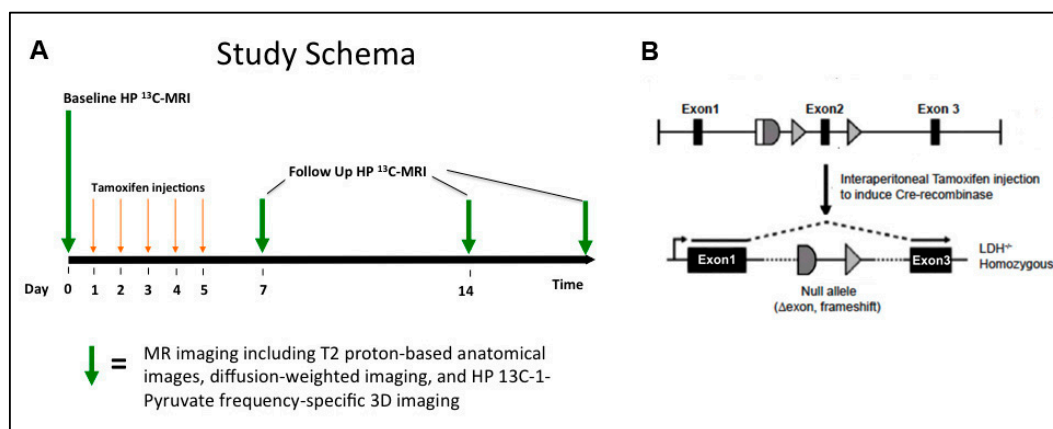 A
Study Schema
Baseline HP ¹³C-MRI
Tamoxifen injections
Follow Up HP ¹³C-MRI
Day
0 1 2 3 4 5 7 14
Time
= MR imaging including T2 proton-based anatomical
images, diffusion-weighted imaging, and HP 13C-1-
Pyruvate frequency-specific 3D imaging
B
Exon1 Exon2 Exon 3
Interaperitoneal Tamoxifen injection
to induce Cre-recombinase
Exon1 Exon3
LDH⁻/⁻
Homozygous
Null allele
(Δexon, frameshift)